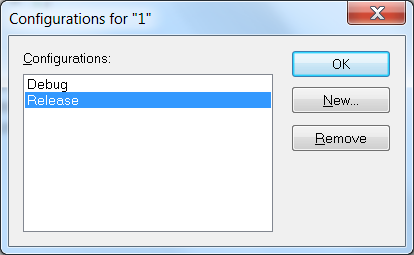 Configurations for "1"
Configurations:
OK
Debug
Release
New...
Remove